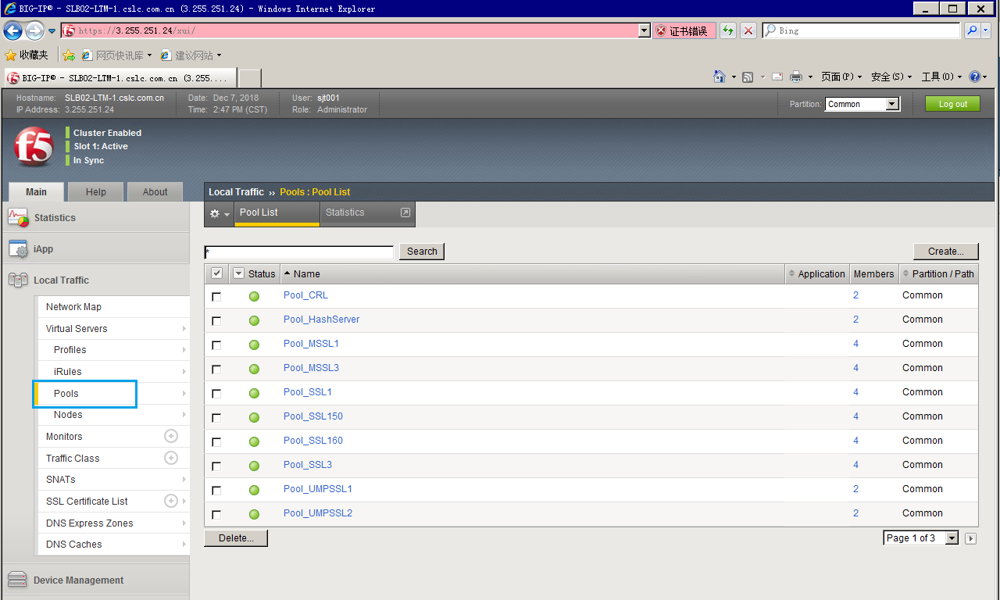 BIG-IP® - SLB02-LTM-1.cslc.com.cn (3.255.251.24) - Windows Internet Explorer
https://3.255.251.24/xui/
证书错误
Bing
收藏夹
网页快讯库
建议网站
BIG-IP® - SLB02-LTM-1.cslc.com.cn (3.255....
页面(P)
安全(S)
工具(O)
Hostname: SLB02-LTM-1.cslc.com.cn
IP Address: 3.255.251.24
Date: Dec 7, 2018
Time: 2:47 PM (CST)
User: sjt001
Role: Administrator
Partition: Common
Log out
f5
Cluster Enabled
Slot 1: Active
In Sync
Main
Help
About
Local Traffic ›› Pools : Pool List
Pool List
Statistics
Statistics
iApp
Local Traffic
Network Map
Virtual Servers
Profiles
iRules
Pools
Nodes
Monitors
Traffic Class
SNATs
SSL Certificate List
DNS Express Zones
DNS Caches
Device Management
*
Search
Create...
Status Name Application Members Partition / Path
Pool_CRL 2 Common
Pool_HashServer 2 Common
Pool_MSSL1 4 Common
Pool_MSSL3 4 Common
Pool_SSL1 4 Common
Pool_SSL150 4 Common
Pool_SSL160 4 Common
Pool_SSL3 4 Common
Pool_UMPSSL1 2 Common
Pool_UMPSSL2 2 Common
Delete...
Page 1 of 3